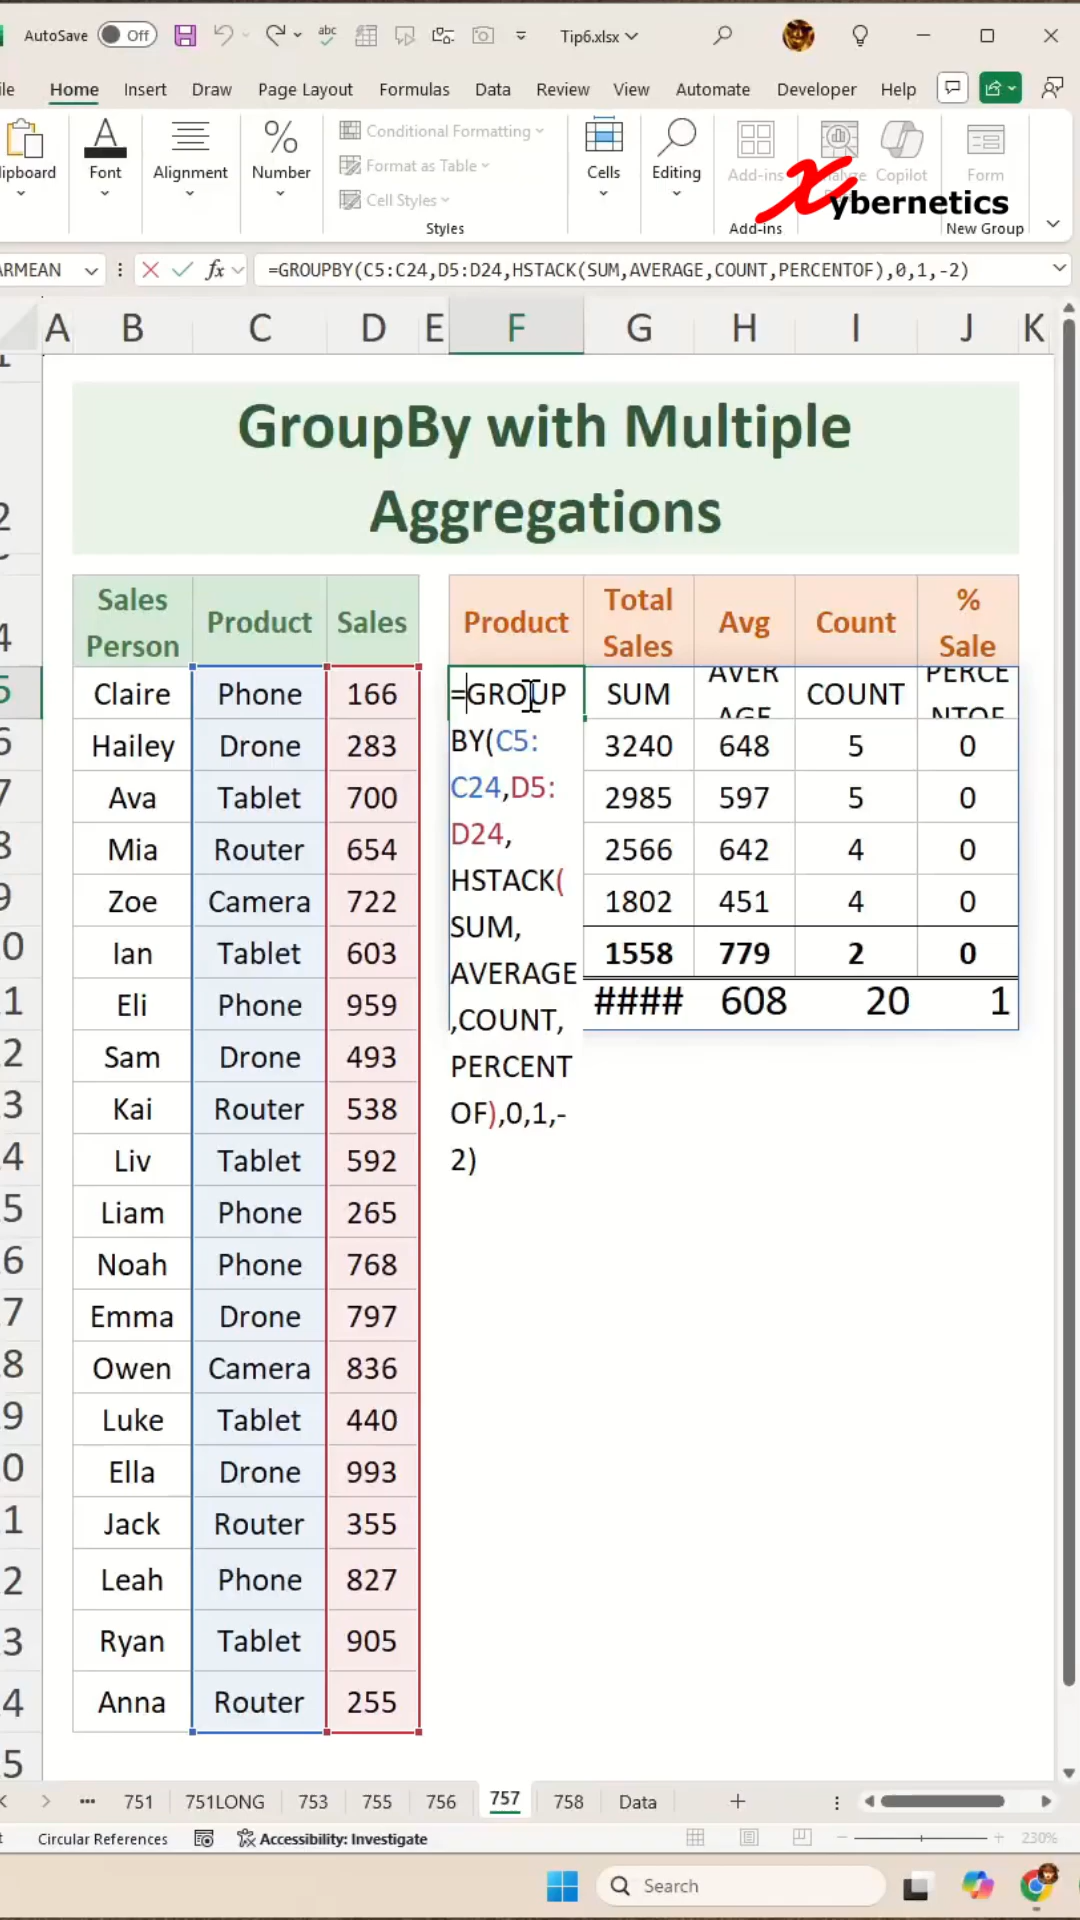 AutoSave Off Tip6.xlsx
Home Insert Draw Page Layout Formulas Data Review View Automate Developer Help
Font Alignment Number Conditional Formatting Format as Table Cell Styles Cells Editing Add-ins Copilot Form
Styles Add-ins New Group
Xybernetics
=GROUPBY(C5:C24,D5:D24,HSTACK(SUM,AVERAGE,COUNT,PERCENTOF),0,1,-2)
A B C D E F G H I J K
GroupBy with Multiple
Aggregations
Sales Person Product Sales Product Total Sales Avg Count % Sale
Claire Phone 166 SUM AVERAGE COUNT PERCENTOF
Hailey Drone 283 3240 648 5 0
Ava Tablet 700 2985 597 5 0
Mia Router 654 2566 642 4 0
Zoe Camera 722 1802 451 4 0
Ian Tablet 603 1558 779 2 0
Eli Phone 959 #### 608 20 1
Sam Drone 493
Kai Router 538
Liv Tablet 592
Liam Phone 265
Noah Phone 768
Emma Drone 797
Owen Camera 836
Luke Tablet 440
Ella Drone 993
Jack Router 355
Leah Phone 827
Ryan Tablet 905
Anna Router 255
=GROUP
BY(C5:
C24,D5:
D24,
HSTACK(
SUM,
AVERAGE
,COUNT,
PERCENT
OF),0,1,-
2)
751 751LONG 753 755 756 757 758 Data
Circular References Accessibility: Investigate 230%
Search